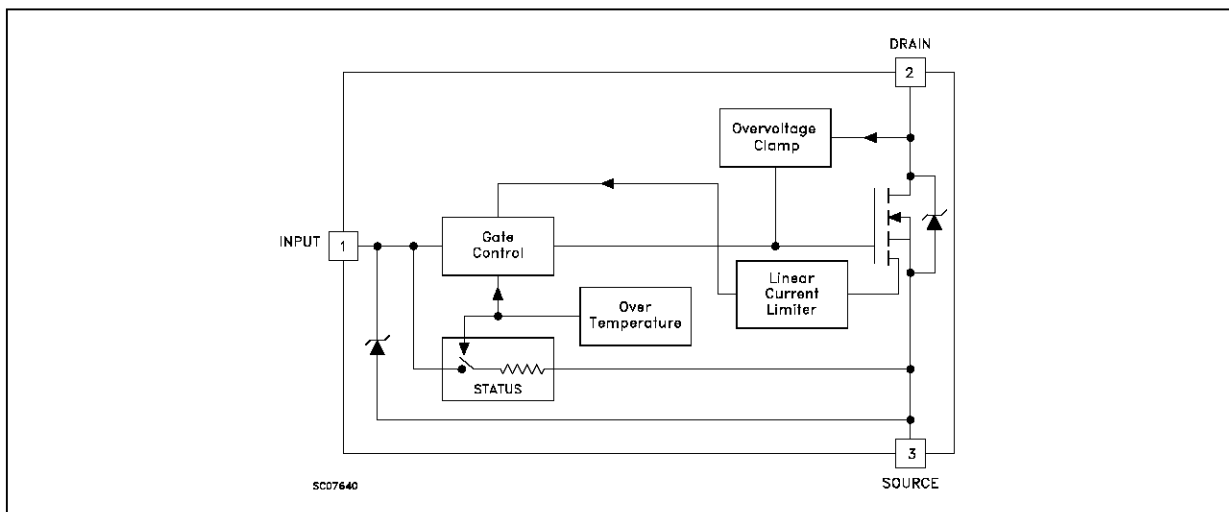 DRAIN
2
Overvoltage
Clamp
INPUT
1
Gate
Control
Linear
Current
Limiter
Over
Temperature
STATUS
3
SC07640
SOURCE